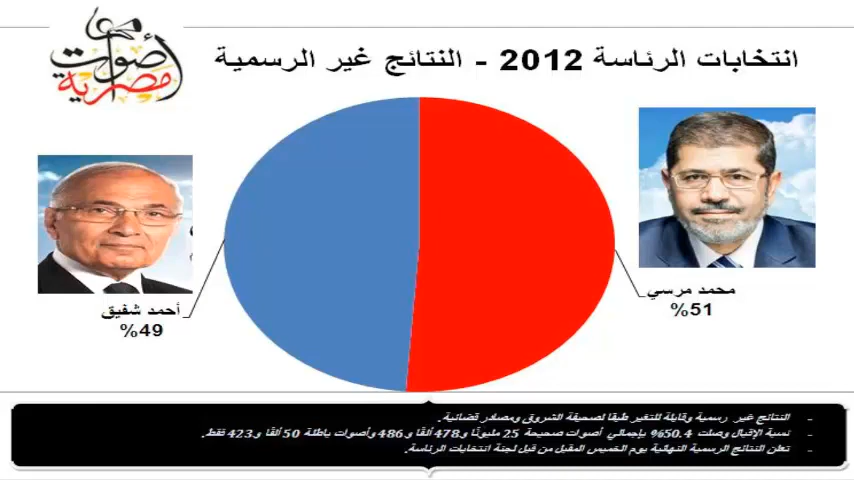 أصوات
مصرية
انتخابات الرئاسة 2012 - النتائج غير الرسمية
محمد مرسي
%51
أحمد شفيق
%49
- النتائج غير رسمية وقابلة للتغير طبقا لصحيفة الشروق ومصادر قضائية.
- نسبة الإقبال وصلت 50.4% بإجمالي أصوات صحيحة 25 مليونًا و478 ألفًا و486 وأصوات باطلة 50 ألفًا و423 فقط.
- تعلن النتائج الرسمية النهائية يوم الخميس المقبل من قبل لجنة انتخابات الرئاسة.